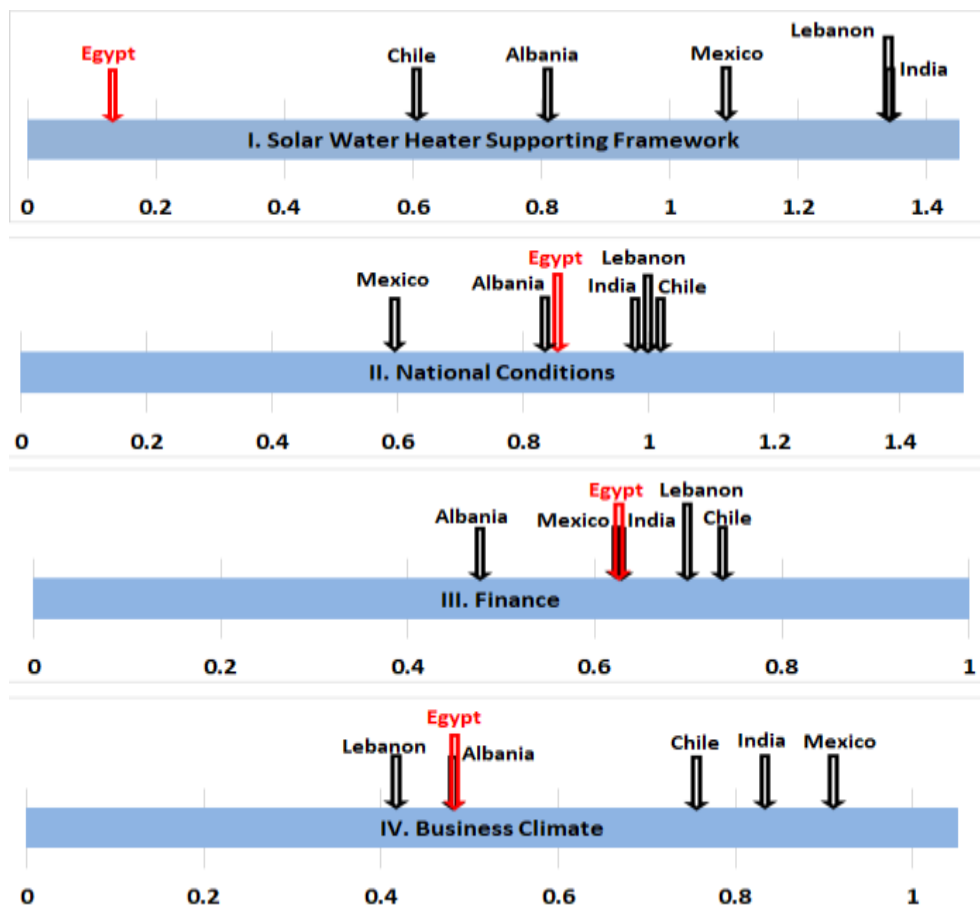 Egypt Chile Albania Mexico Lebanon India
I. Solar Water Heater Supporting Framework
0 0.2 0.4 0.6 0.8 1 1.2 1.4
Mexico Albania Egypt India Lebanon Chile
II. National Conditions
0 0.2 0.4 0.6 0.8 1 1.2 1.4
Albania Mexico Egypt India Lebanon Chile
III. Finance
0 0.2 0.4 0.6 0.8 1
Lebanon Egypt Albania Chile India Mexico
IV. Business Climate
0 0.2 0.4 0.6 0.8 1